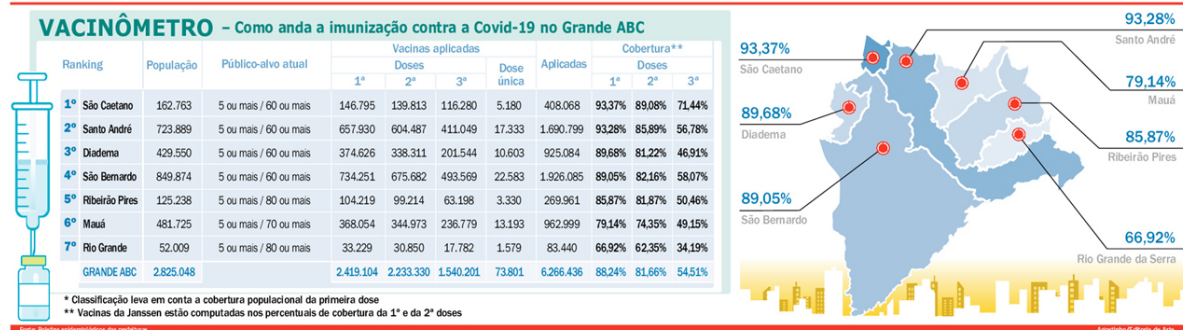 VACINÔMETRO – Como anda a imunização contra a Covid-19 no Grande ABC
Ranking População Público-alvo atual Vacinas aplicadas Aplicadas Cobertura**
Doses Dose única Doses
1ª 2ª 3ª 1ª 2ª 3ª
1º São Caetano 162.763 5 ou mais / 60 ou mais 146.795 139.813 116.280 5.180 408.068 93,37% 89,08% 71,44%
2º Santo André 723.889 5 ou mais / 60 ou mais 657.930 604.487 411.049 17.333 1.690.799 93,28% 85,89% 56,78%
3º Diadema 429.550 5 ou mais / 60 ou mais 374.626 338.311 201.544 10.603 925.084 89,68% 81,22% 46,91%
4º São Bernardo 849.874 5 ou mais / 60 ou mais 734.251 675.682 493.569 22.583 1.926.085 89,05% 82,16% 58,07%
5º Ribeirão Pires 125.238 5 ou mais / 80 ou mais 104.219 99.214 63.198 3.330 269.961 85,87% 81,87% 50,46%
6º Mauá 481.725 5 ou mais / 70 ou mais 368.054 344.973 236.779 13.193 962.999 79,14% 74,35% 49,15%
7º Rio Grande 52.009 5 ou mais / 80 ou mais 33.229 30.850 17.782 1.579 83.440 66,92% 62,35% 34,19%
GRANDE ABC 2.825.048 2.419.104 2.233.330 1.540.201 73.801 6.266.436 88,24% 81,66% 54,51%
* Classificação leva em conta a cobertura populacional da primeira dose
** Vacinas da Janssen estão computadas nos percentuais de cobertura da 1ª e da 2ª doses
93,37%
São Caetano
89,68%
Diadema
89,05%
São Bernardo
93,28%
Santo André
79,14%
Mauá
85,87%
Ribeirão Pires
66,92%
Rio Grande da Serra
Fonte: Boletins epidemiológicos das prefeituras
Agostinho/Editoria de Arte